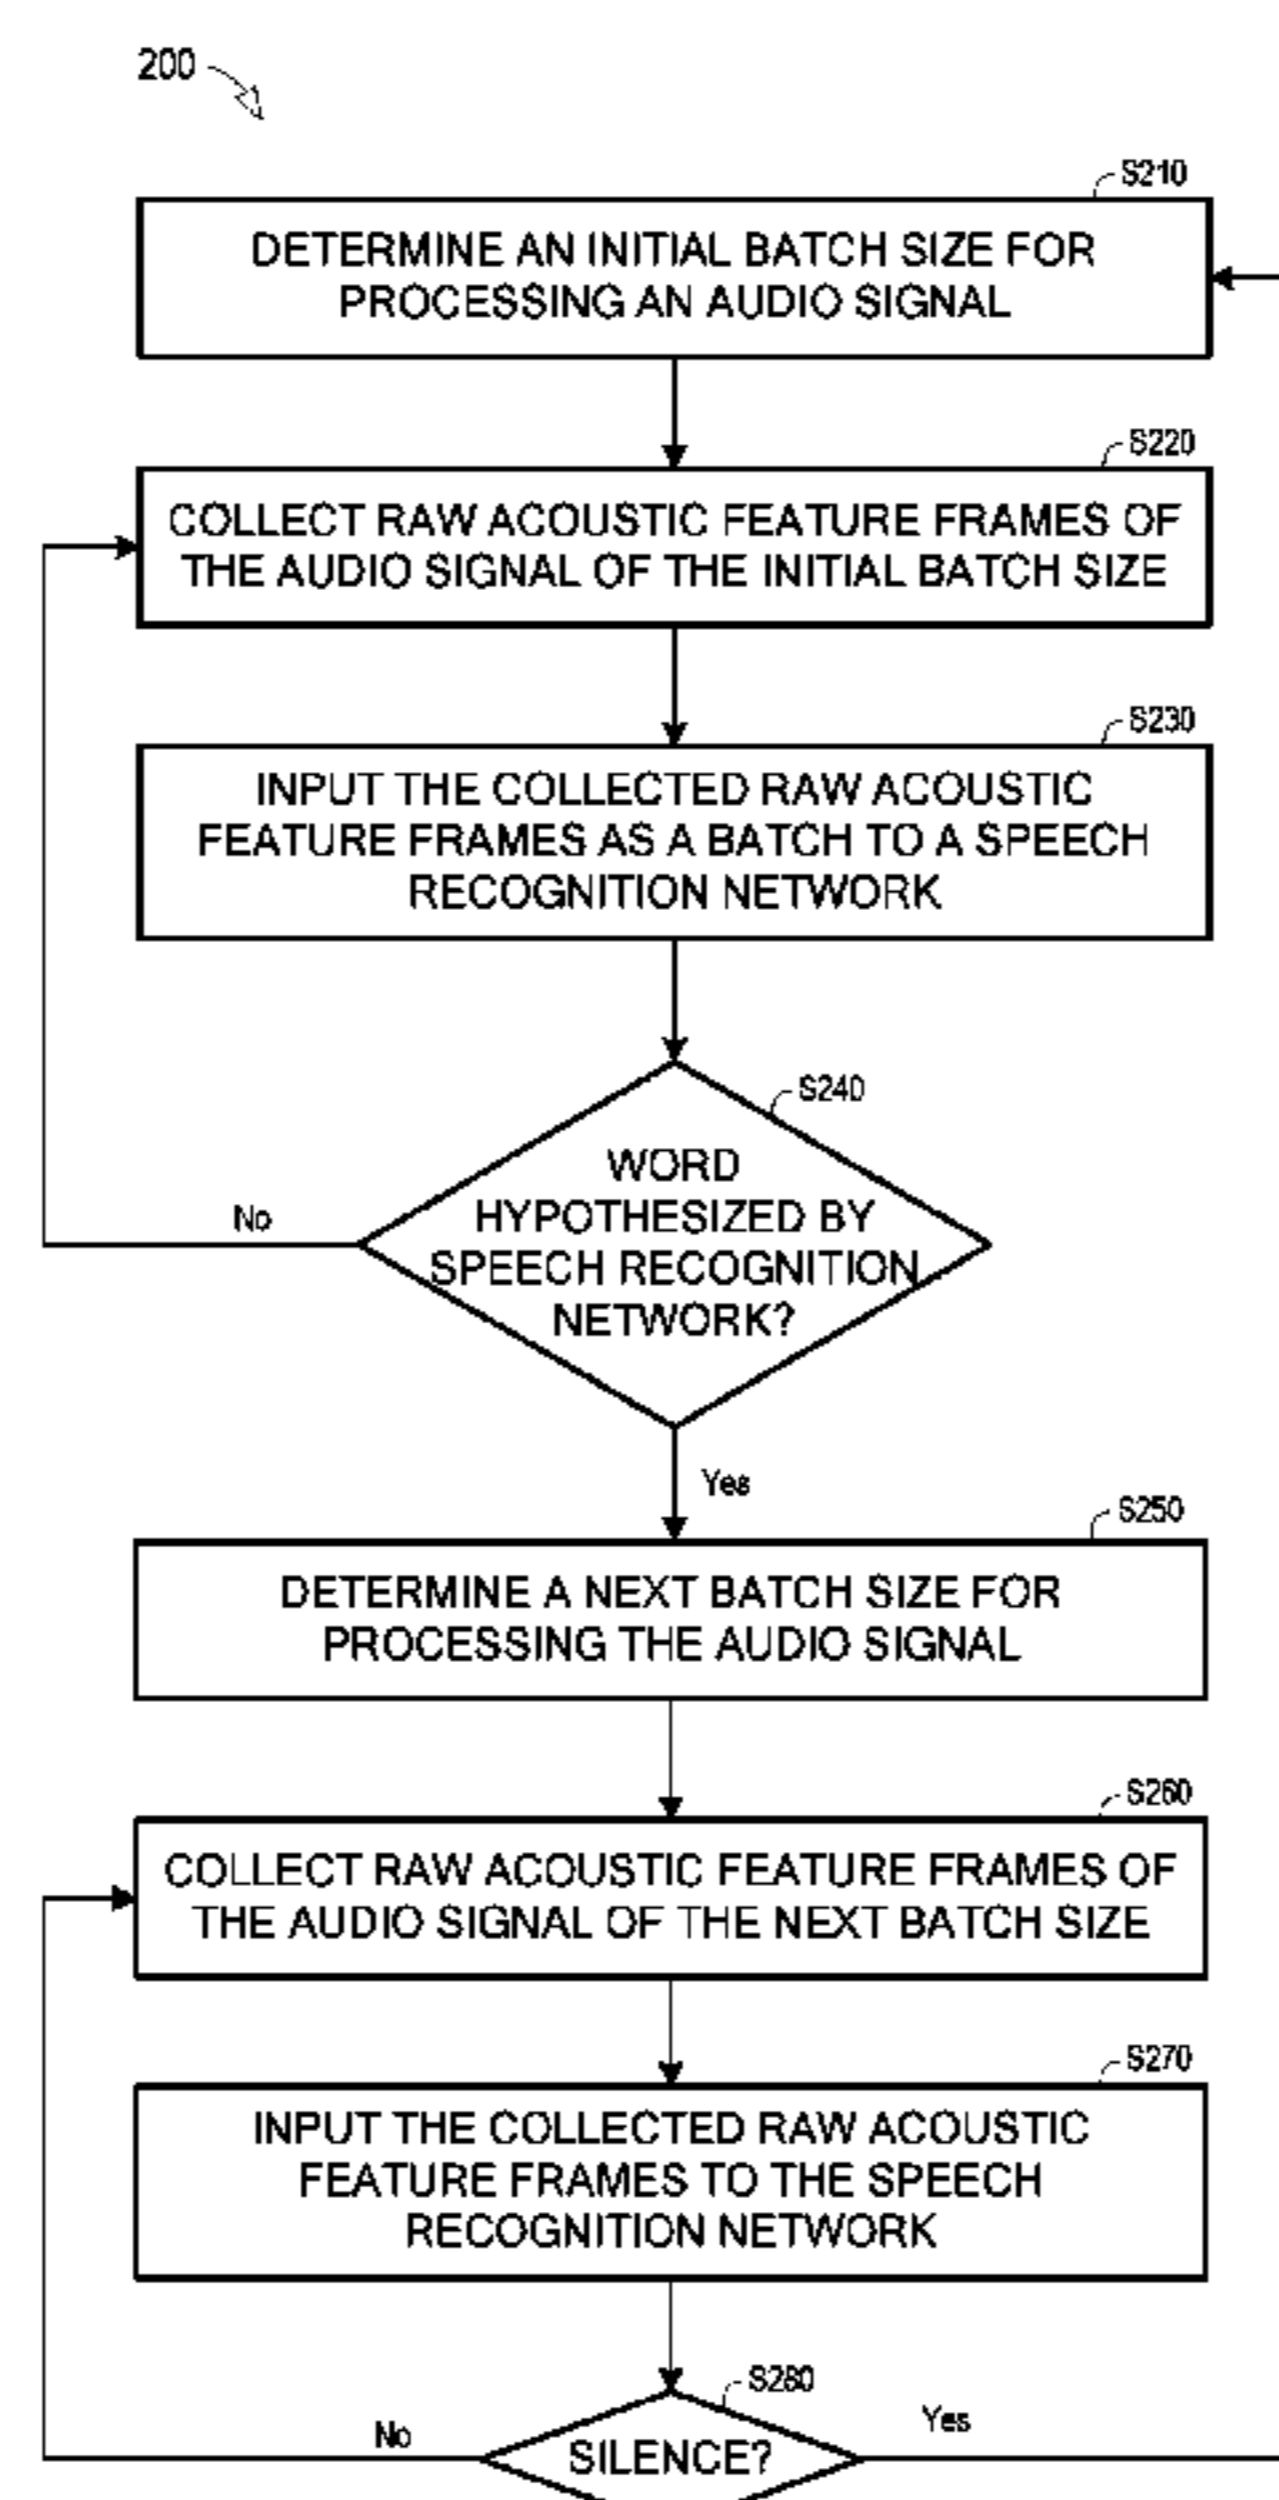 200
S210
DETERMINE AN INITIAL BATCH SIZE FOR
PROCESSING AN AUDIO SIGNAL
S220
COLLECT RAW ACOUSTIC FEATURE FRAMES OF
THE AUDIO SIGNAL OF THE INITIAL BATCH SIZE
S230
INPUT THE COLLECTED RAW ACOUSTIC
FEATURE FRAMES AS A BATCH TO A SPEECH
RECOGNITION NETWORK
S240
WORD
HYPOTHESIZED BY
SPEECH RECOGNITION
NETWORK?
No
Yes
S250
DETERMINE A NEXT BATCH SIZE FOR
PROCESSING THE AUDIO SIGNAL
S260
COLLECT RAW ACOUSTIC FEATURE FRAMES OF
THE AUDIO SIGNAL OF THE NEXT BATCH SIZE
S270
INPUT THE COLLECTED RAW ACOUSTIC
FEATURE FRAMES TO THE SPEECH
RECOGNITION NETWORK
S280
No
Yes
SILENCE?